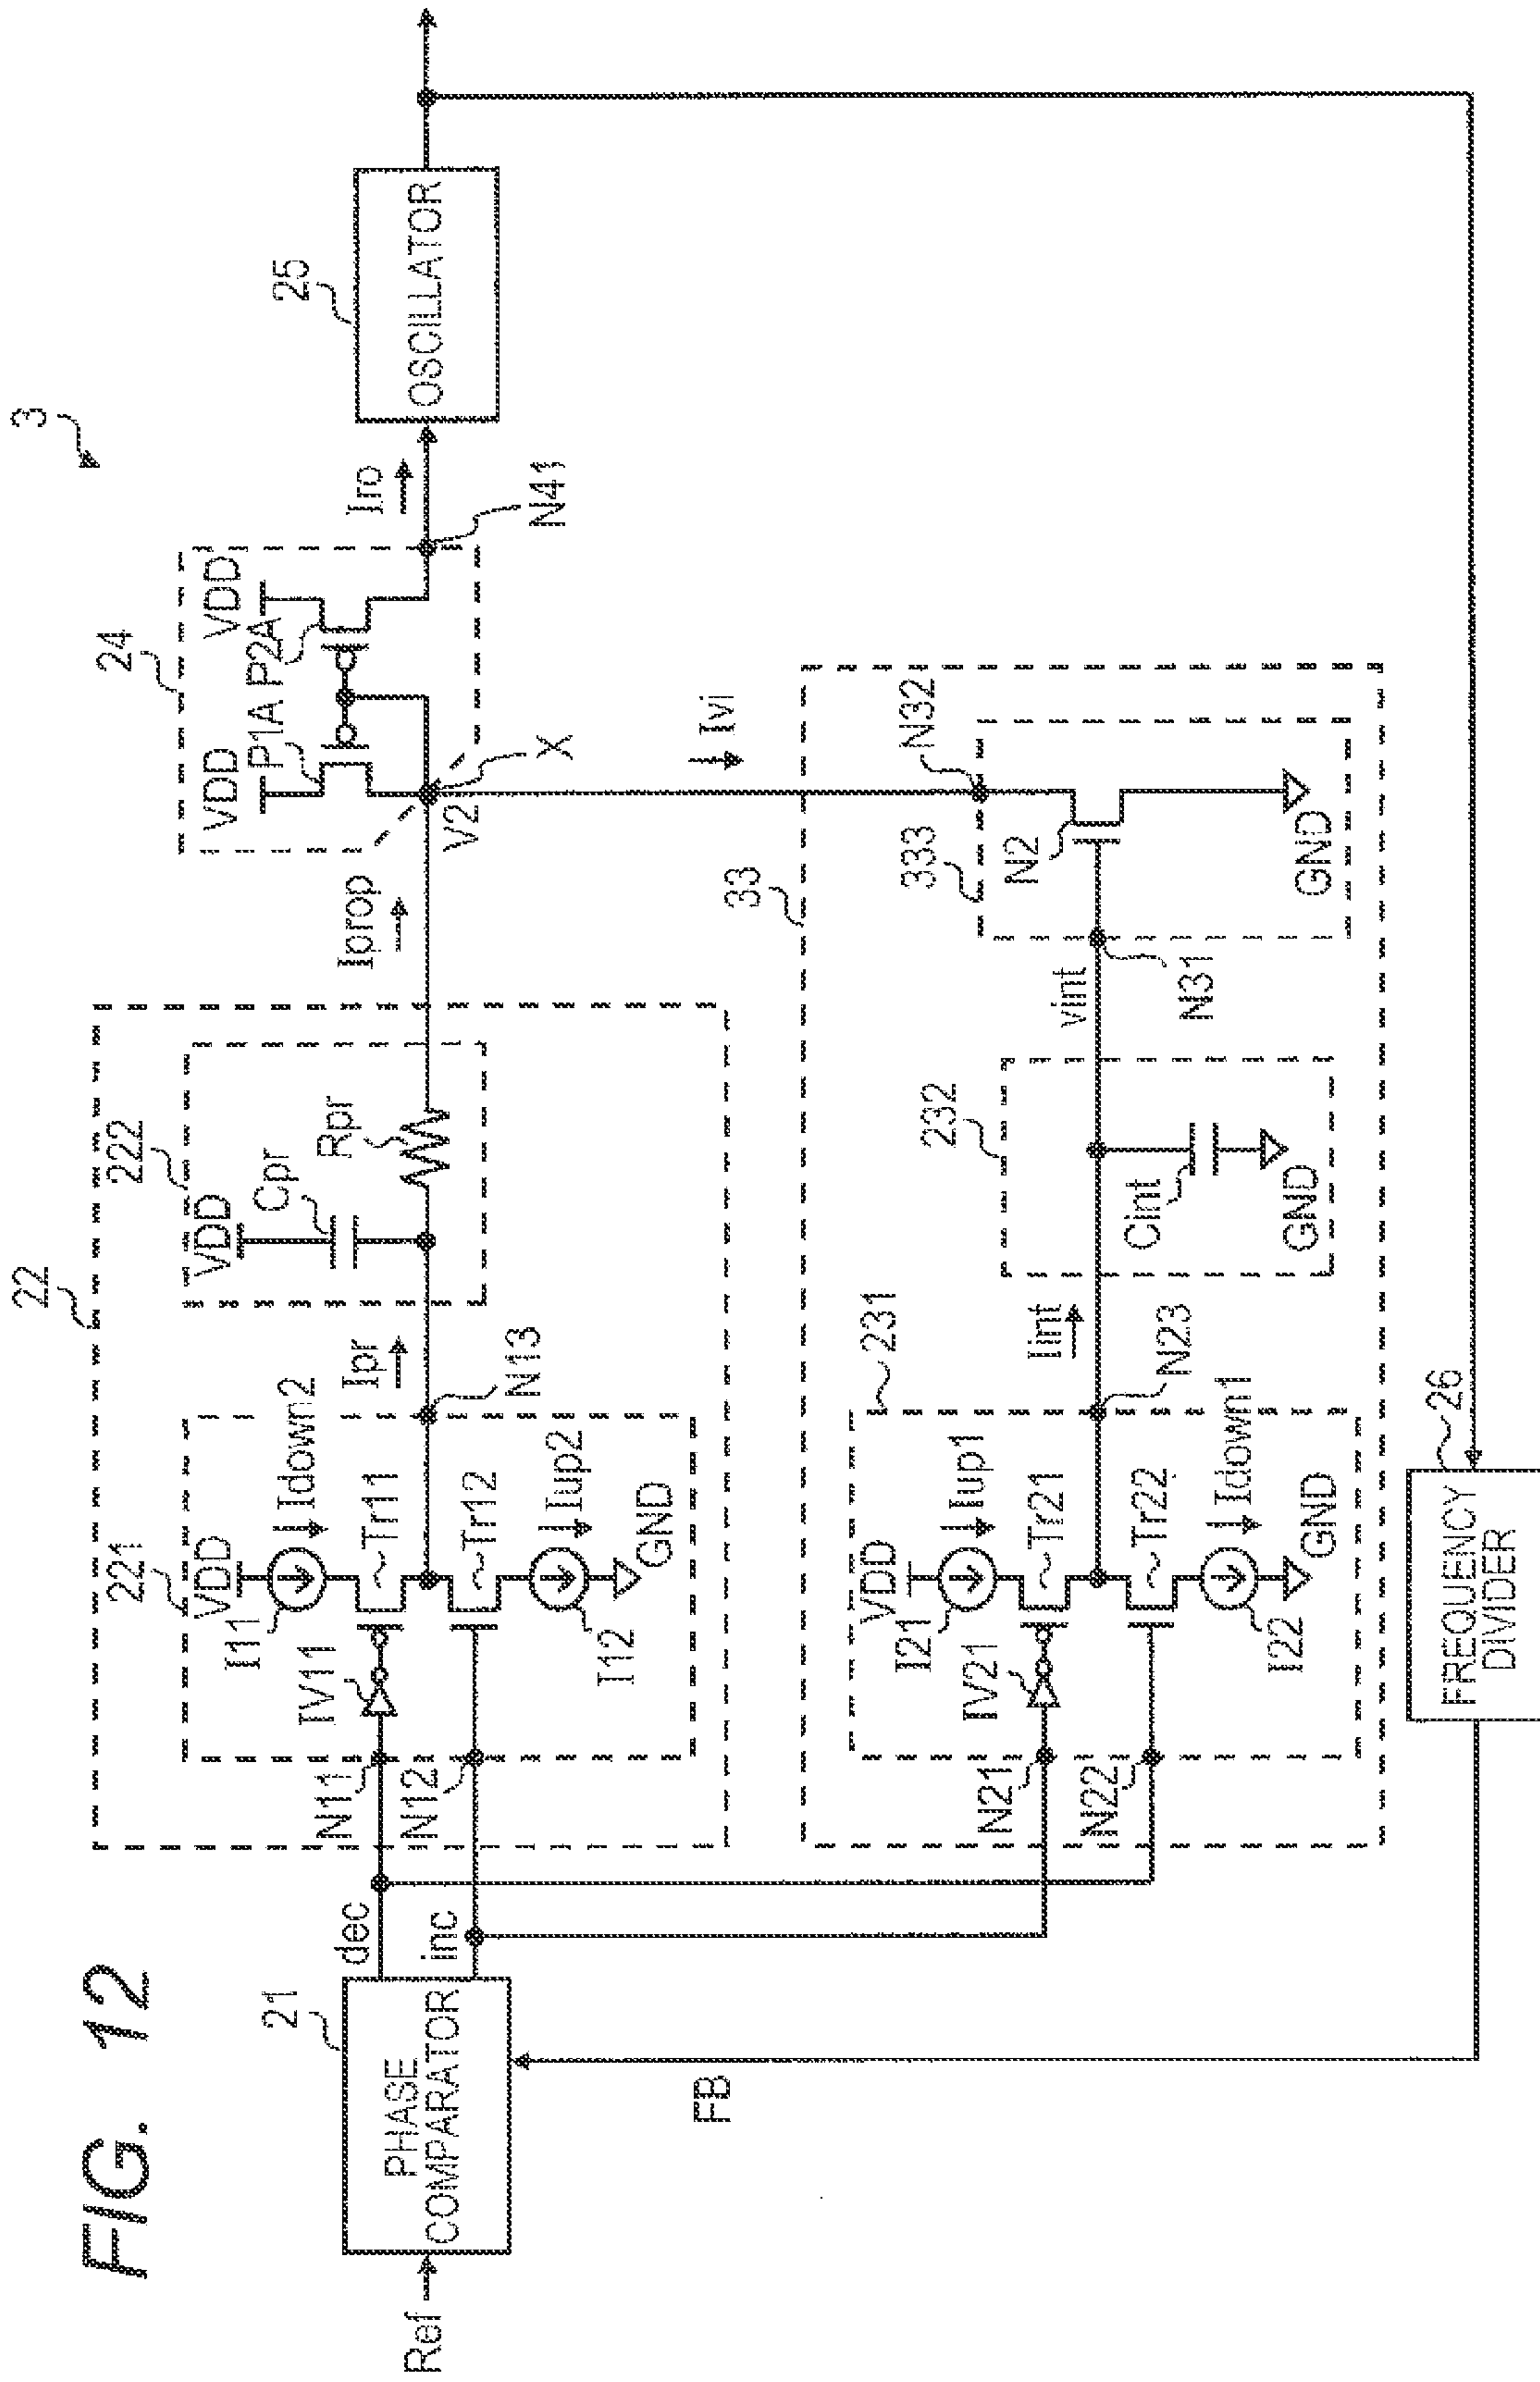 FIG. 12
3
Ref
21
PHASE
COMPARATOR
dec
inc
FB
22
221
N11
N12
VDD
I11
Idown2
IV11
Tr11
Tr12
Iup2
I12
GND
N13
Ipr
222
VDD
Cpr
Rpr
Iprop
V2
X
24
VDD
P1A
P2A
VDD
N41
Iro
25
OSCILLATOR
33
231
N21
N22
VDD
I21
Iup1
IV21
Tr21
Tr22
Idown1
I22
GND
N23
Iint
232
Cint
GND
vint
N31
333
N2
N32
GND
Ivi
26
FREQUENCY
DIVIDER